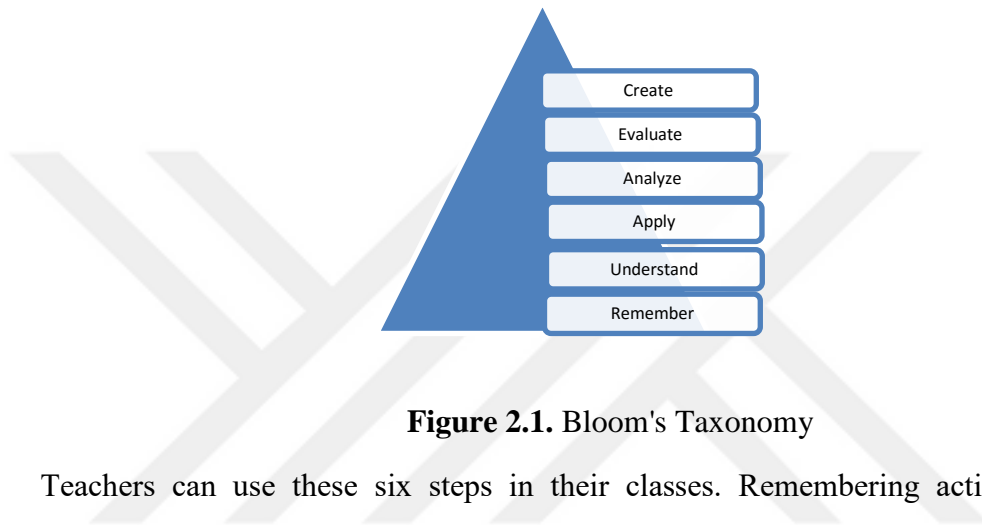 Create
Evaluate
Analyze
Apply
Understand
Remember
Figure 2.1. Bloom's Taxonomy
Teachers can use these six steps in their classes. Remembering acti